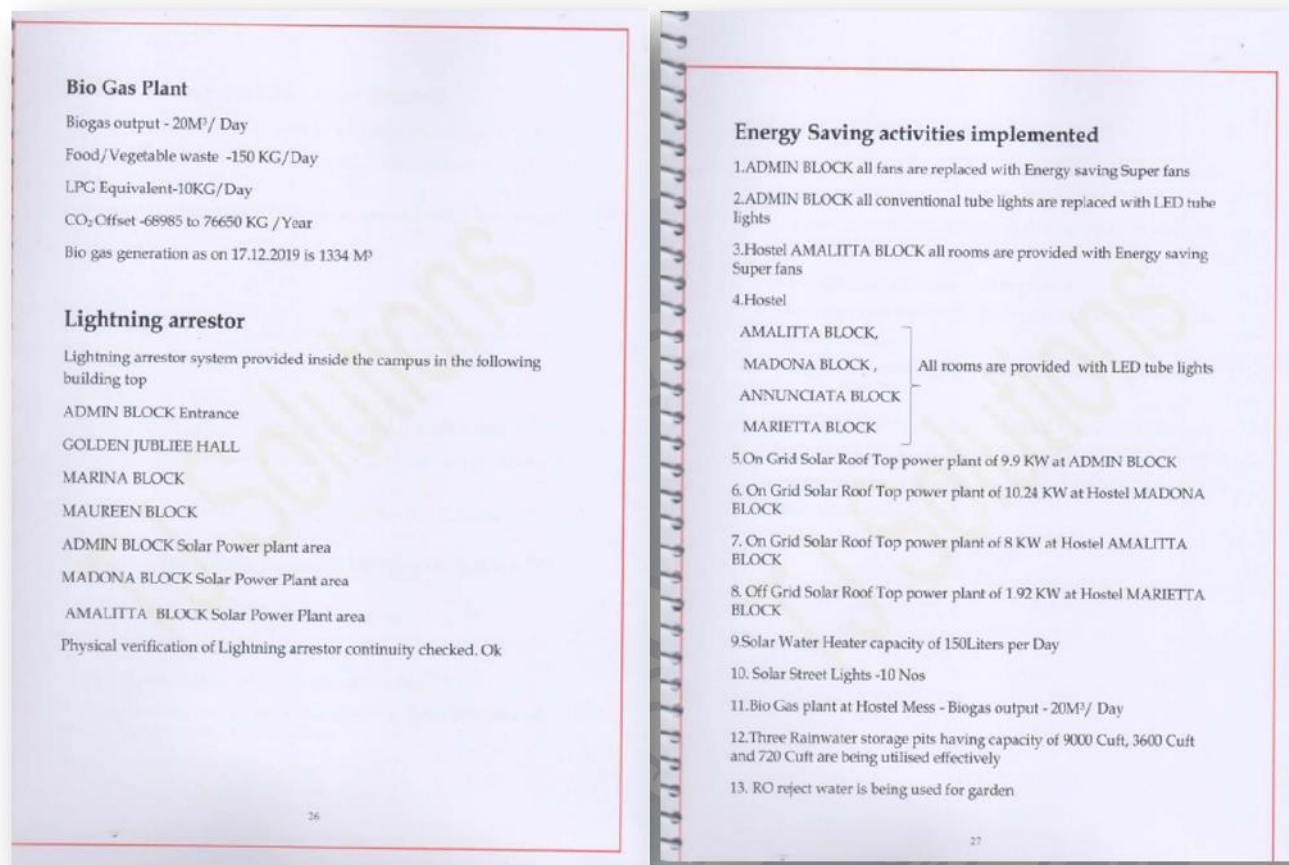 Bio Gas Plant
Biogas output - 20M³/ Day
Food/Vegetable waste -150 KG/Day
LPG Equivalent-10KG/Day
CO₂ Offset -68985 to 76650 KG /Year
Bio gas generation as on 17.12.2019 is 1334 M³
Lightning arrestor
Lightning arrestor system provided inside the campus in the following
building top
ADMIN BLOCK Entrance
GOLDEN JUBLIEE HALL
MARINA BLOCK
MAUREEN BLOCK
ADMIN BLOCK Solar Power plant area
MADONA BLOCK Solar Power Plant area
AMALITTA BLOCK Solar Power Plant area
Physical verification of Lightning arrestor continuity checked. Ok
26
Energy Saving activities implemented
1.ADMIN BLOCK all fans are replaced with Energy saving Super fans
2.ADMIN BLOCK all conventional tube lights are replaced with LED tube
lights
3.Hostel AMALITTA BLOCK all rooms are provided with Energy saving
Super fans
4.Hostel
AMALITTA BLOCK,
MADONA BLOCK , All rooms are provided with LED tube lights
ANNUNCIATA BLOCK
MARIETTA BLOCK
5.On Grid Solar Roof Top power plant of 9.9 KW at ADMIN BLOCK
6. On Grid Solar Roof Top power plant of 10.24 KW at Hostel MADONA
BLOCK
7. On Grid Solar Roof Top power plant of 8 KW at Hostel AMALITTA
BLOCK
8. Off Grid Solar Roof Top power plant of 1.92 KW at Hostel MARIETTA
BLOCK
9.Solar Water Heater capacity of 150Liters per Day
10. Solar Street Lights -10 Nos
11.Bio Gas plant at Hostel Mess - Biogas output - 20M³/ Day
12.Three Rainwater storage pits having capacity of 9000 Cuft, 3600 Cuft
and 720 Cuft are being utilised effectively
13. RO reject water is being used for garden
27
Solutions
Solutions